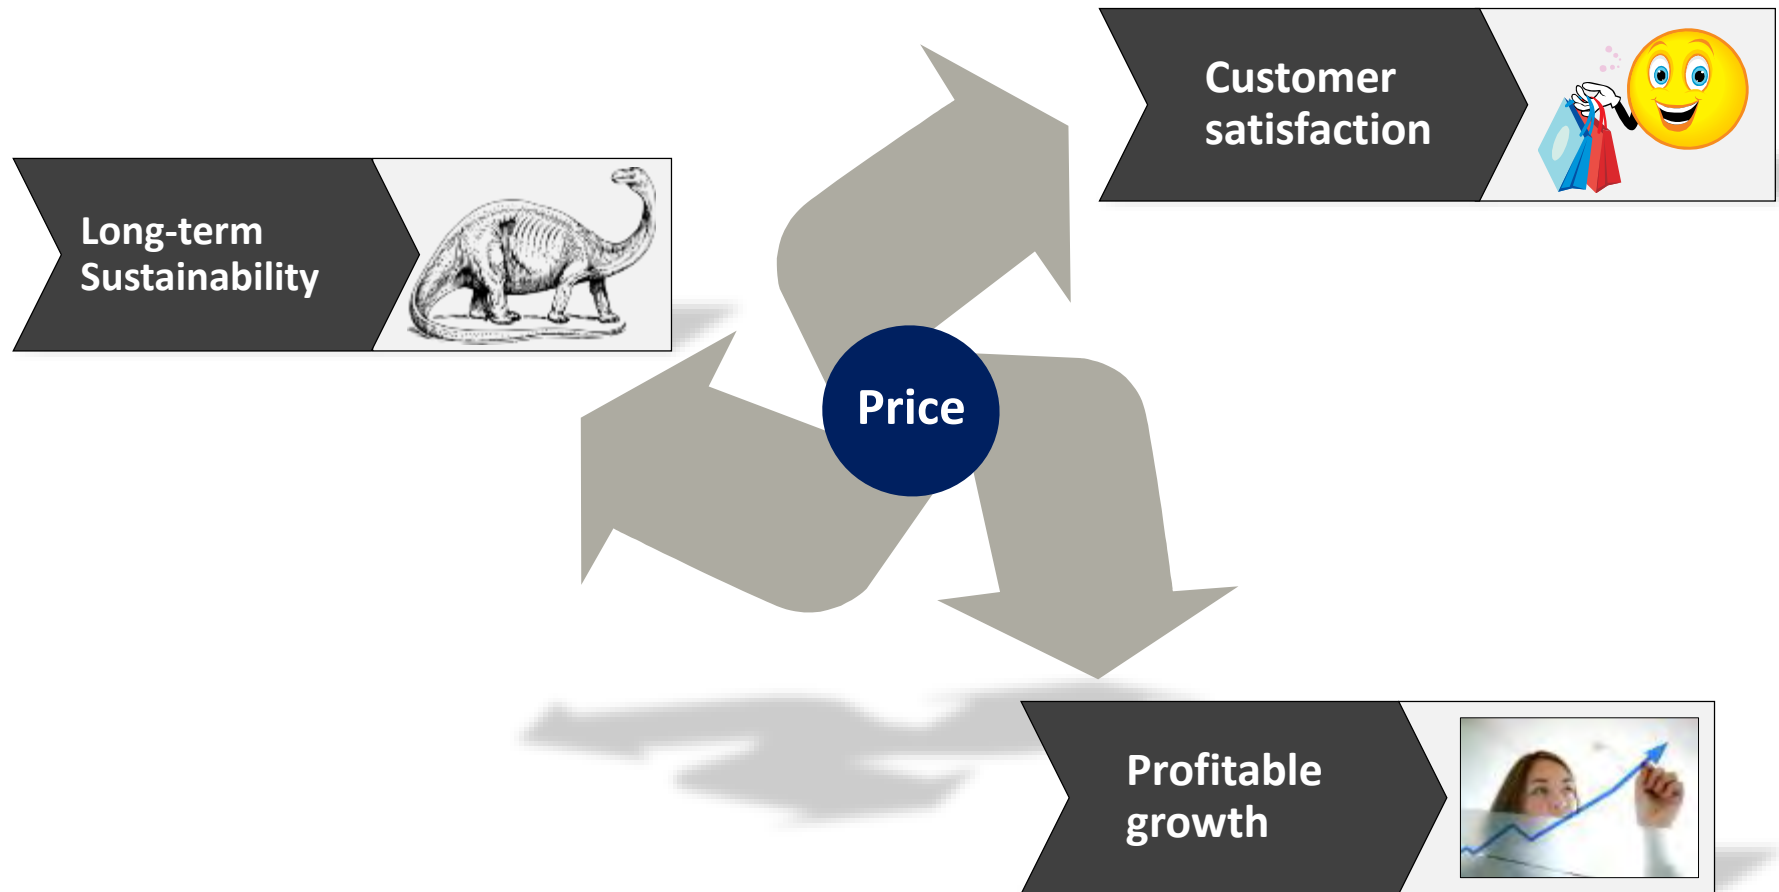 Customer
satisfaction
Long-term
Sustainability
Price
Profitable
growth